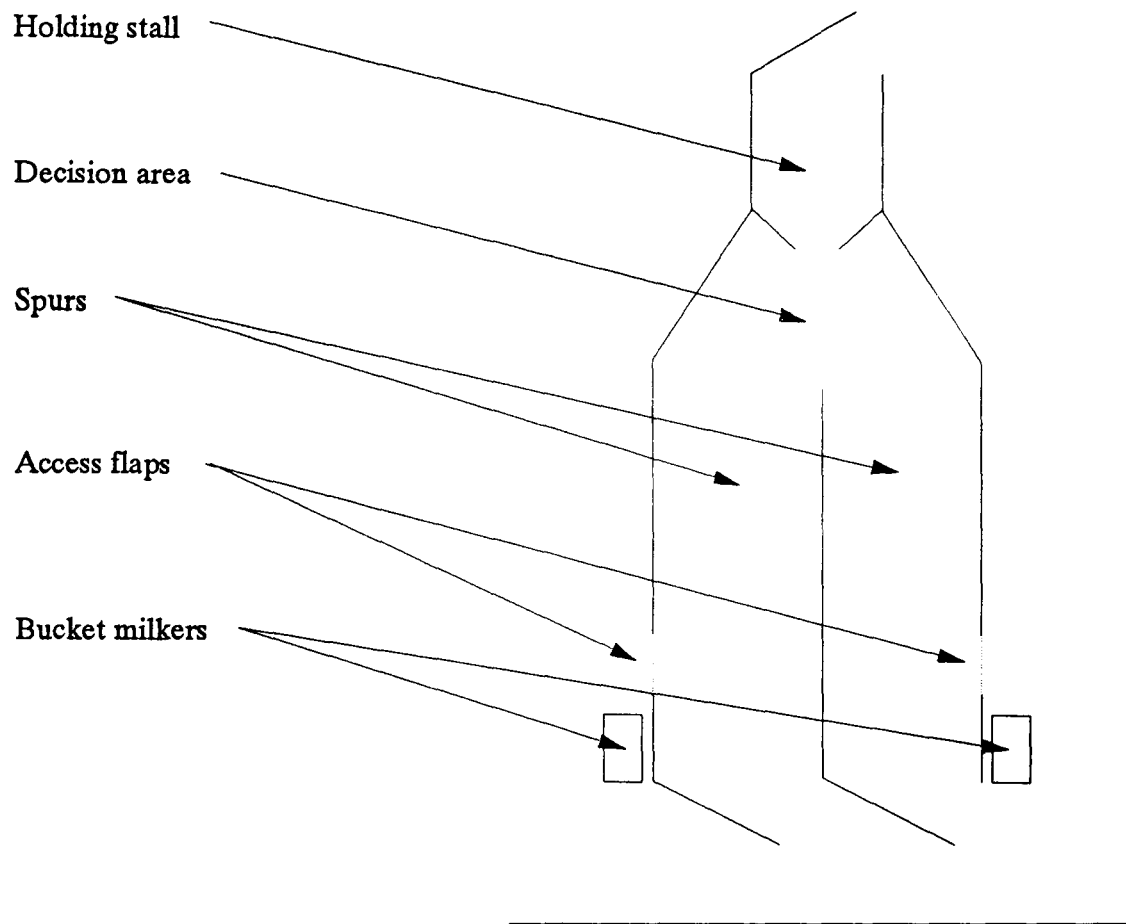 Holding stall
Decision area
Spurs
Access flaps
Bucket milkers